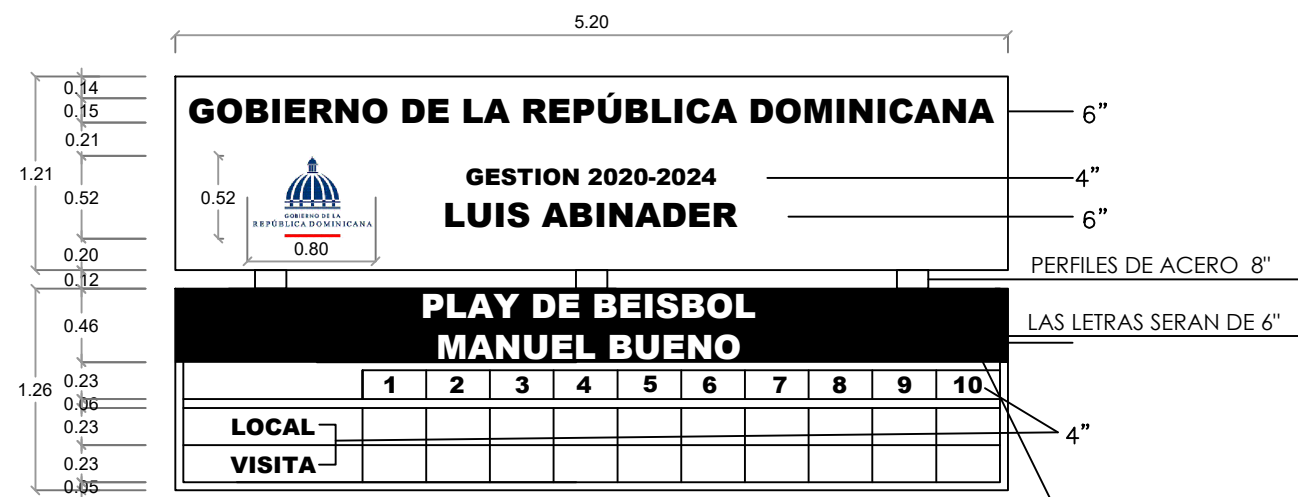 5.20
0.14
0.15
0.21
1.21
0.52
0.20
0.12
GOBIERNO DE LA REPÚBLICA DOMINICANA
6”
0.52
GOBIERNO DE LA
REPÚBLICA DOMINICANA
0.80
GESTION 2020-2024
4”
LUIS ABINADER
6”
PERFILES DE ACERO 8"
PLAY DE BEISBOL
MANUEL BUENO
LAS LETRAS SERAN DE 6"
0.46
1.26
0.23
0.06
0.23
0.23
0.05
1 2 3 4 5 6 7 8 9 10
LOCAL
VISITA
4”